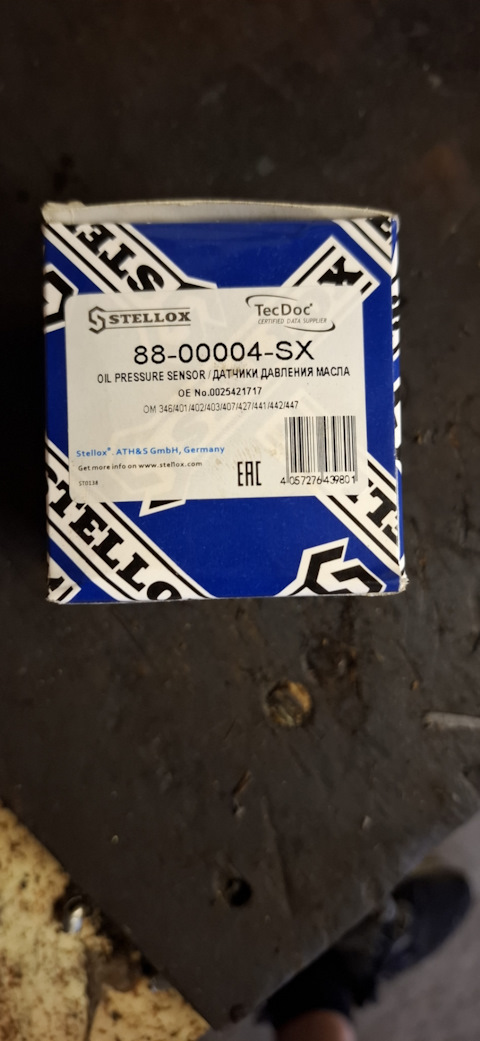 STELLOX
TecDoc
CERTIFIED DATA SUPPLIER
88-00004-SX
OIL PRESSURE SENSOR / ДАТЧИКИ ДАВЛЕНИЯ МАСЛА
OE No.0025421717
OM 346/401/402/403/407/427/441/442/447
Stellox®. ATH&S GmbH, Germany
Get more info on www.stellox.com
ST0138
EAC
4 057276 439801
STELLO